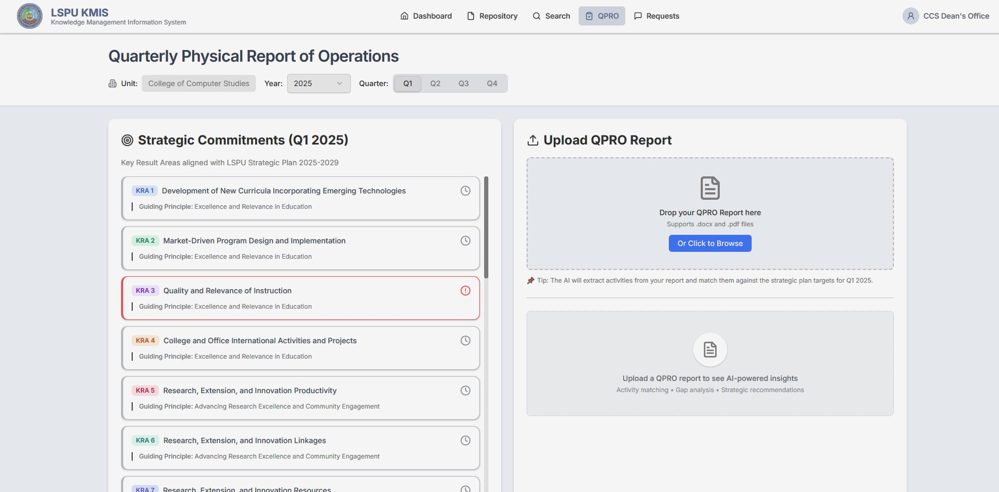 LSPU KMIS
Knowledge Management Information System
Dashboard
Repository
Search
QPRO
Requests
CCS Dean's Office
Quarterly Physical Report of Operations
Unit: College of Computer Studies Year: 2025 Quarter: Q1 Q2 Q3 Q4
Strategic Commitments (Q1 2025)
Key Result Areas aligned with LSPU Strategic Plan 2025-2029
KRA 1 Development of New Curricula Incorporating Emerging Technologies
Guiding Principle: Excellence and Relevance in Education
KRA 2 Market-Driven Program Design and Implementation
Guiding Principle: Excellence and Relevance in Education
KRA 3 Quality and Relevance of Instruction
Guiding Principle: Excellence and Relevance in Education
KRA 4 College and Office International Activities and Projects
Guiding Principle: Excellence and Relevance in Education
KRA 5 Research, Extension, and Innovation Productivity
Guiding Principle: Advancing Research Excellence and Community Engagement
KRA 6 Research, Extension, and Innovation Linkages
Guiding Principle: Advancing Research Excellence and Community Engagement
KRA 7 Research, Extension, and Innovation Resources
Upload QPRO Report
Drop your QPRO Report here
Supports .docx and .pdf files
Or Click to Browse
Tip: The AI will extract activities from your report and match them against the strategic plan targets for Q1 2025.
Upload a QPRO report to see AI-powered insights
Activity matching • Gap analysis • Strategic recommendations